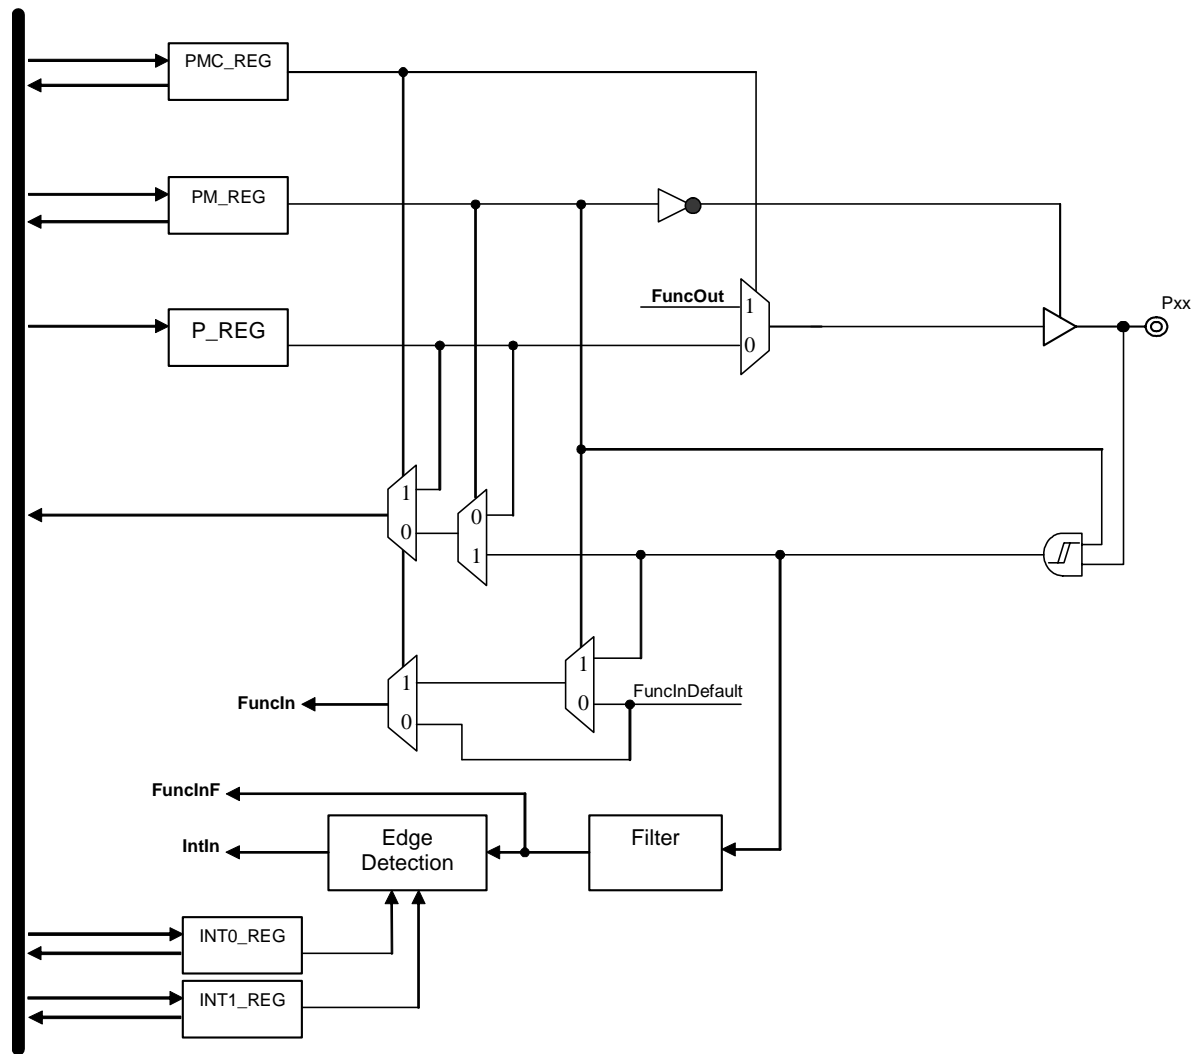 PMC_REG
PM_REG
FuncOut
1
Pxx
P_REG
0
1
0
0
1
1
FuncInDefault
1
0
FuncIn
0
FuncInF
Edge
Detection
Filter
IntIn
INT0_REG
INT1_REG